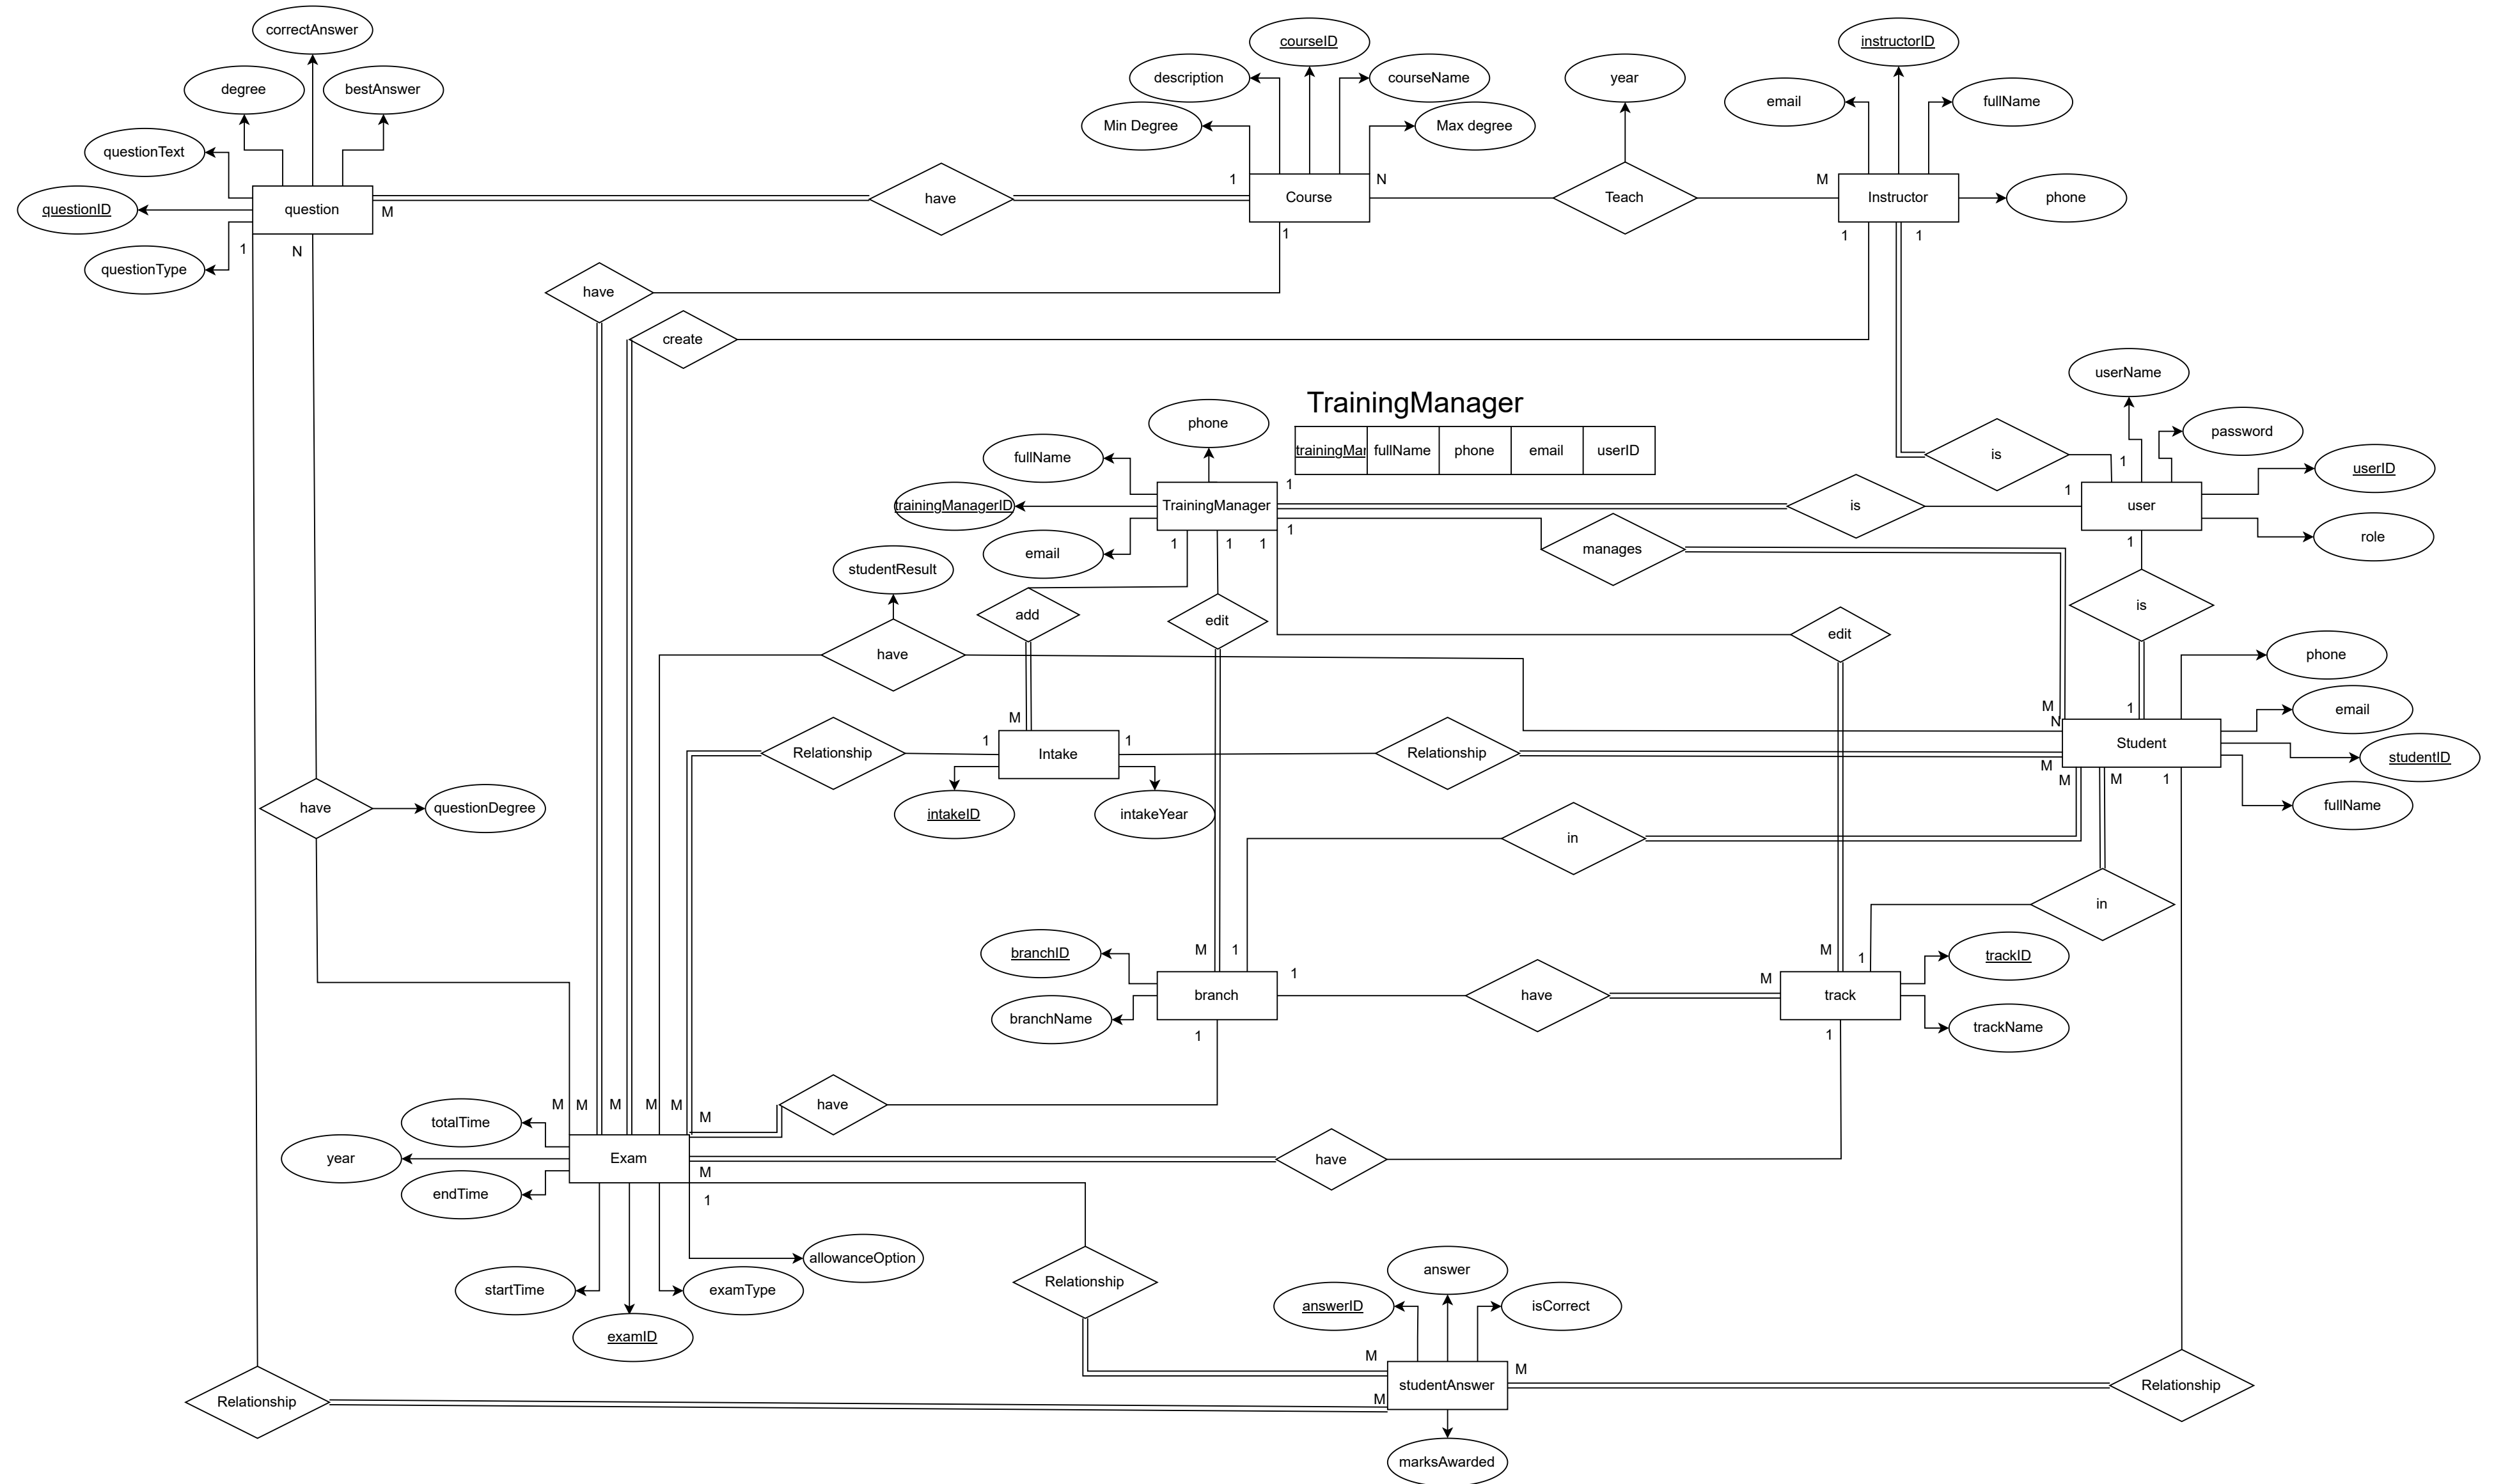 correctAnswer
courseID
instructorID
degree
bestAnswer
description
courseName
year
email
fullName
Min Degree
Max degree
questionText
1
N
M
question
have
Course
Teach
Instructor
phone
questionID
M
1
N
questionType
1
1
1
have
create
userName
TrainingManager
phone
password
fullName
trainingMar
fullName
phone
email
userID
is
1
userID
1
1
trainingManagerID
TrainingManager
is
user
1
role
email
1
1
1
manages
1
studentResult
add
edit
edit
is
have
phone
M
M
1
email
N
1
1
Student
Relationship
Intake
Relationship
studentID
M
M
M
1
have
questionDegree
intakeID
intakeYear
fullName
in
in
M
1
M
1
branchID
trackID
1
M
branch
have
track
branchName
trackName
1
1
M
M
M
M
M
M
have
totalTime
year
Exam
have
M
endTime
1
allowanceOption
startTime
examType
Relationship
answer
answerID
isCorrect
examID
M
M
studentAnswer
Relationship
M
Relationship
marksAwarded